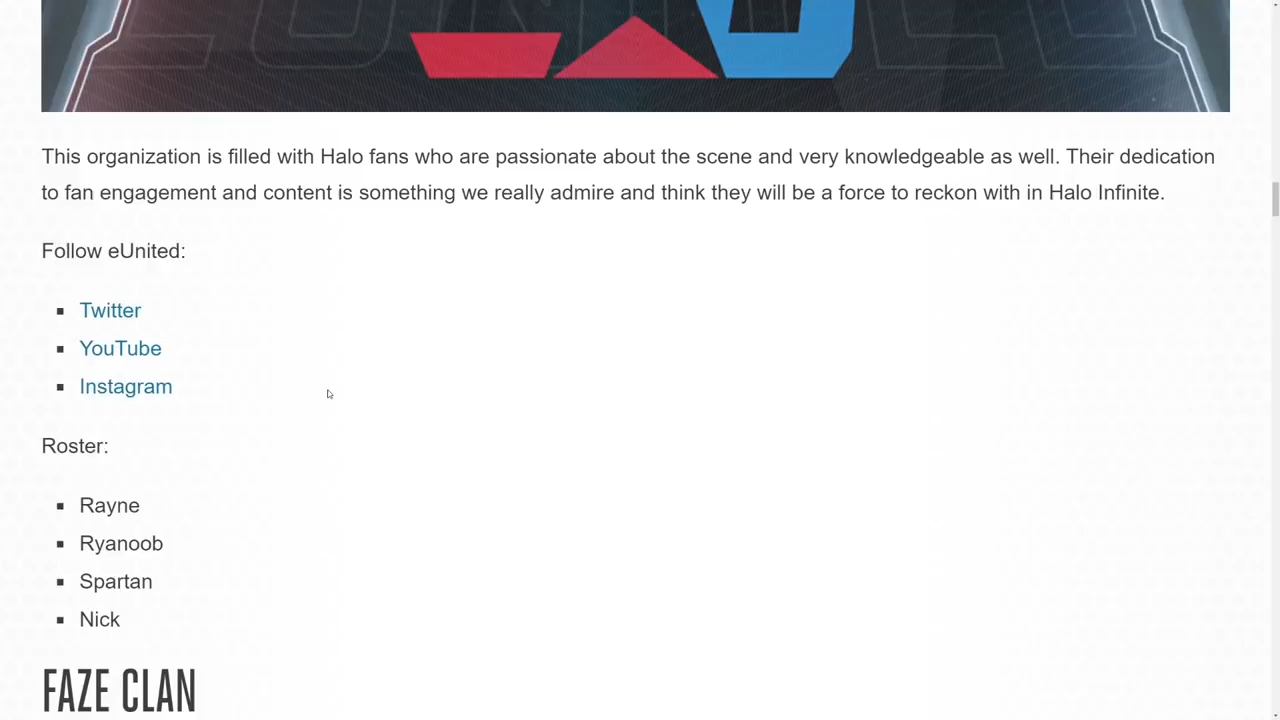 This organization is filled with Halo fans who are passionate about the scene and very knowledgeable as well. Their dedication
to fan engagement and content is something we really admire and think they will be a force to reckon with in Halo Infinite.
Follow eUnited:
Twitter
YouTube
Instagram
Roster:
Rayne
Ryanoob
Spartan
Nick
FAZE CLAN